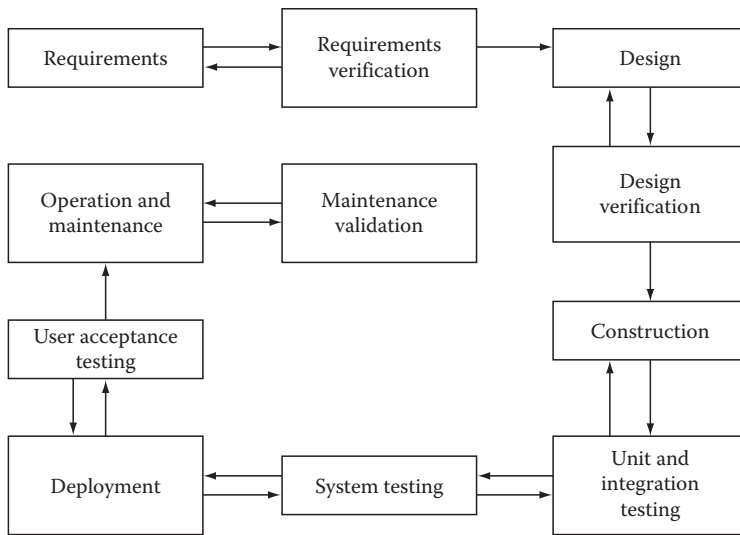 Requirements
Requirements
verification
Design
Operation and
maintenance
Maintenance
validation
Design
verification
User acceptance
testing
Construction
Deployment
System testing
Unit and
integration
testing